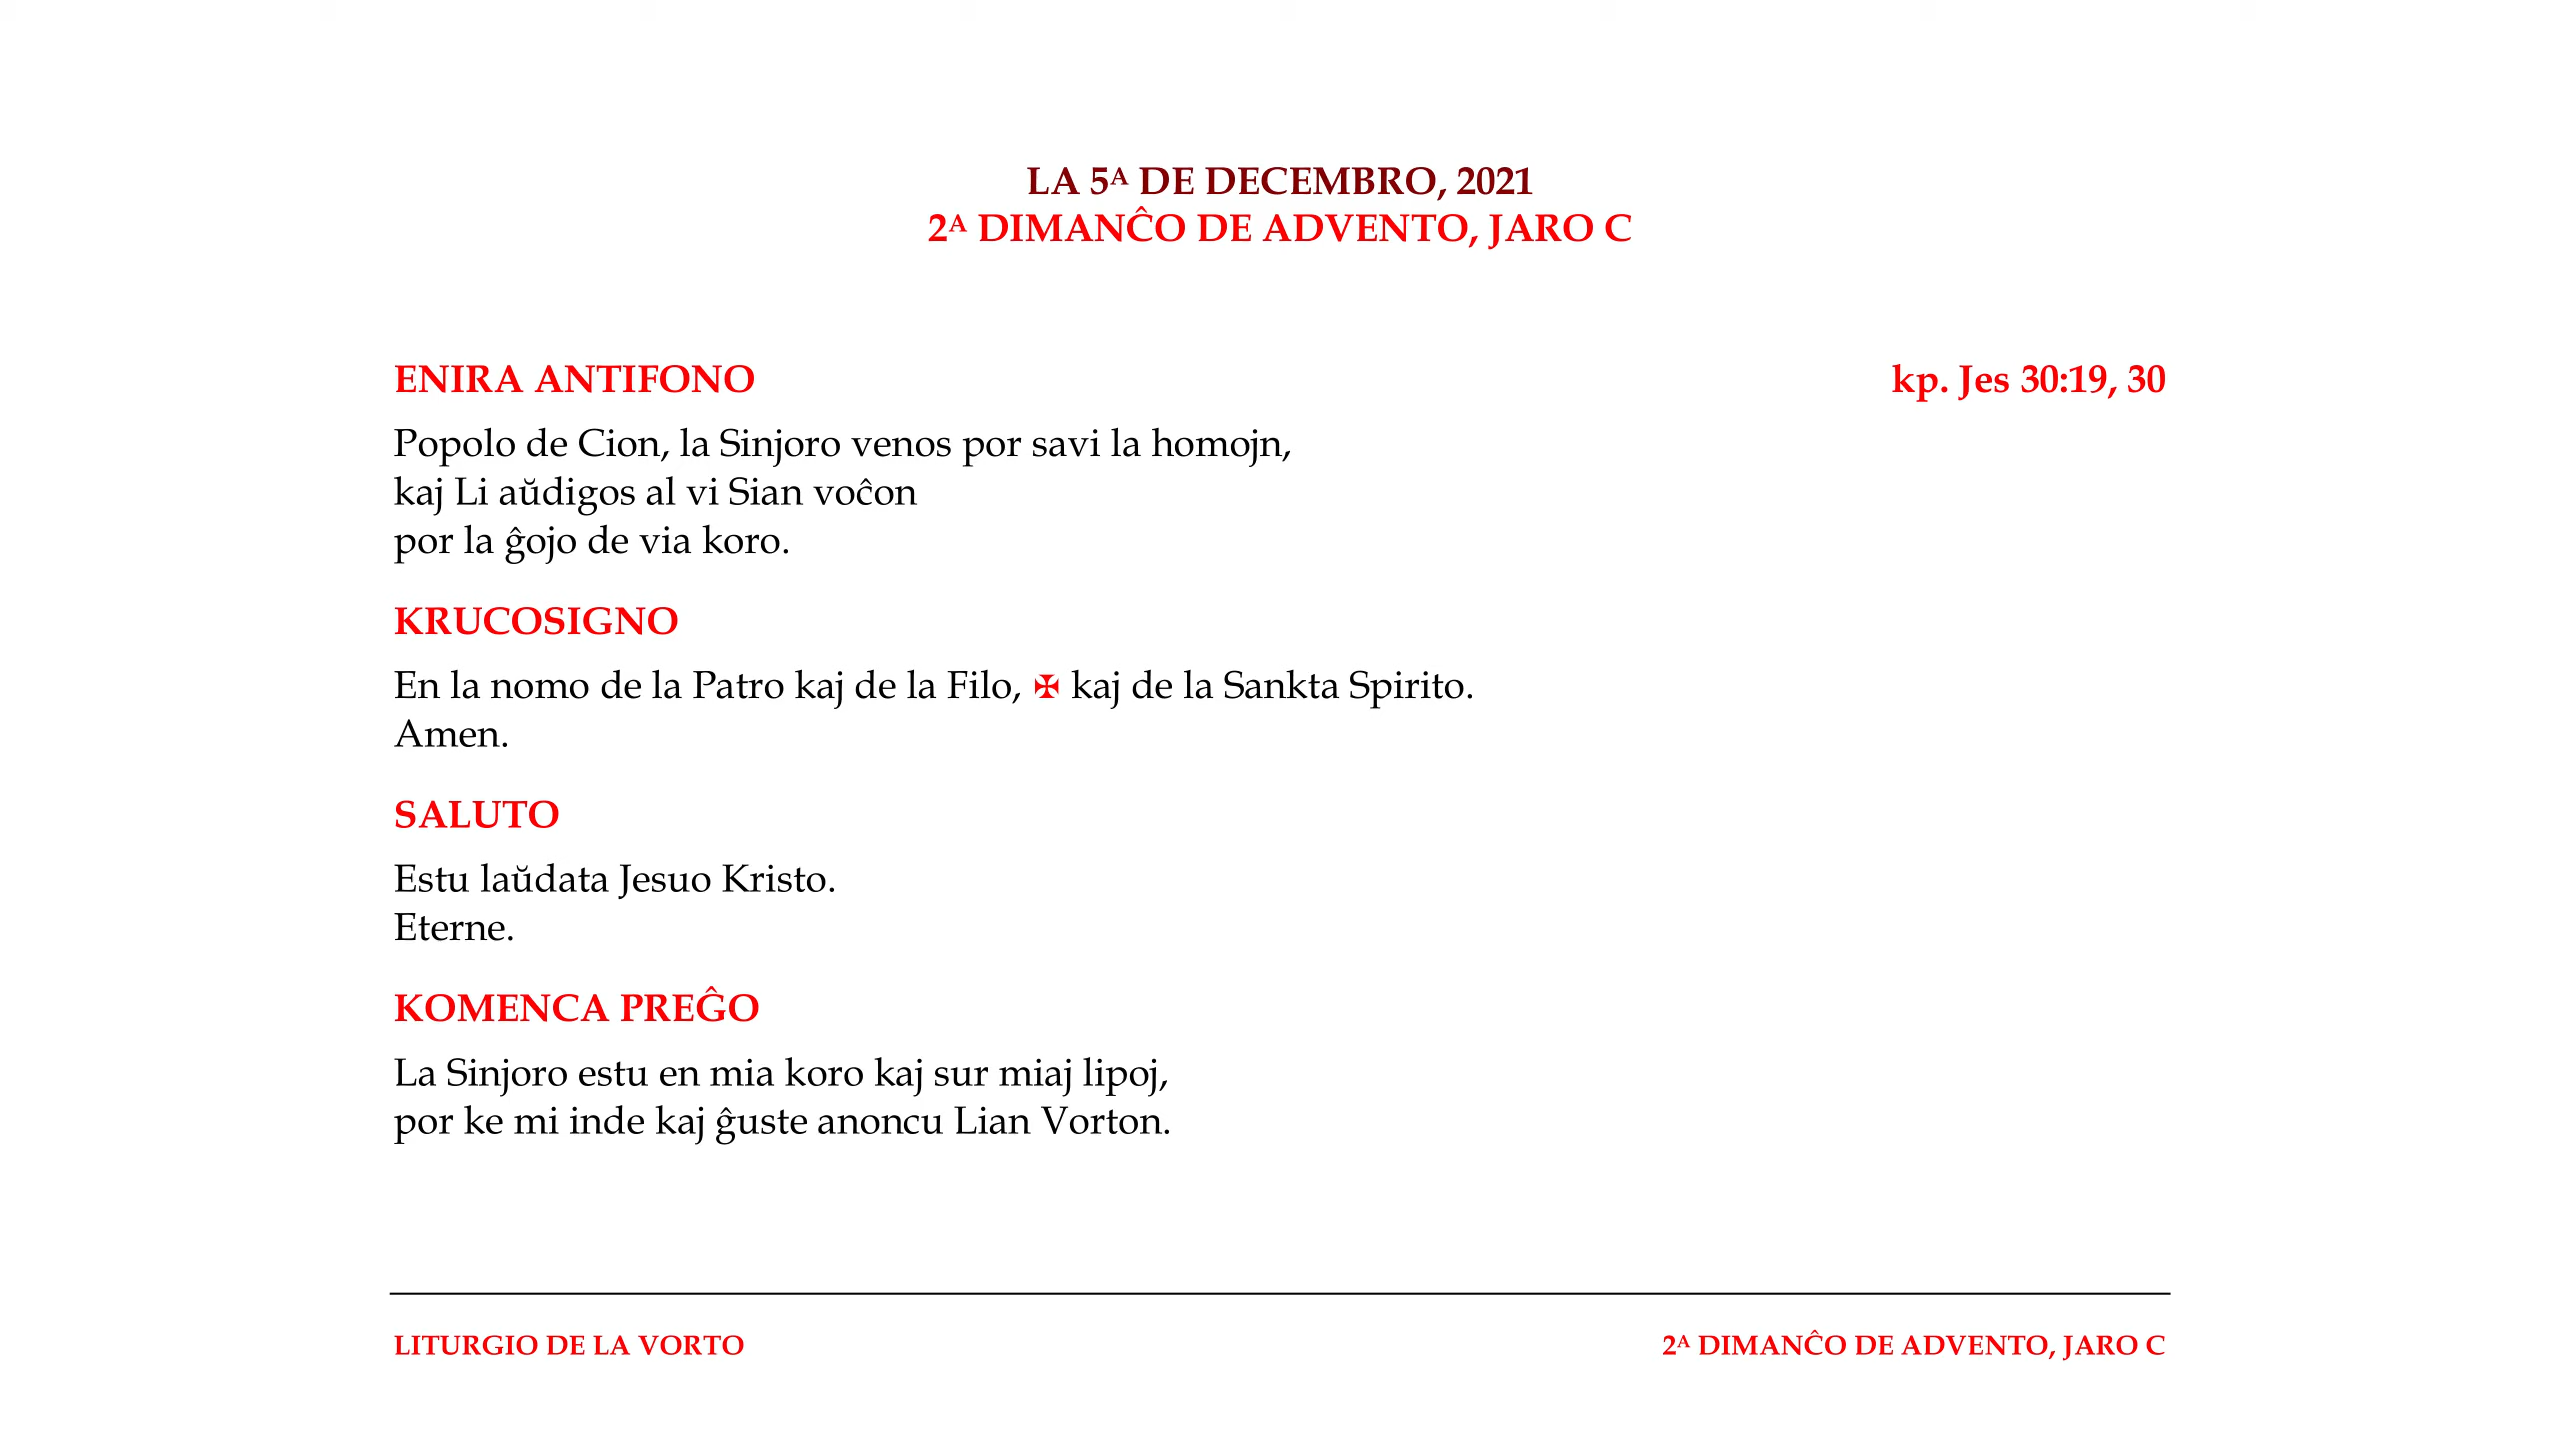 LA 5ᴬ DE DECEMBRO, 2021
2ᴬ DIMANĈO DE ADVENTO, JARO C
ENIRA ANTIFONO kp. Jes 30:19, 30
Popolo de Cion, la Sinjoro venos por savi la homojn,
kaj Li aŭdigos al vi Sian voĉon
por la ĝojo de via koro.
KRUCOSIGNO
En la nomo de la Patro kaj de la Filo, ✠ kaj de la Sankta Spirito.
Amen.
SALUTO
Estu laŭdata Jesuo Kristo.
Eterne.
KOMENCA PREĜO
La Sinjoro estu en mia koro kaj sur miaj lipoj,
por ke mi inde kaj ĝuste anoncu Lian Vorton.
LITURGIO DE LA VORTO 2ᴬ DIMANĈO DE ADVENTO, JARO C